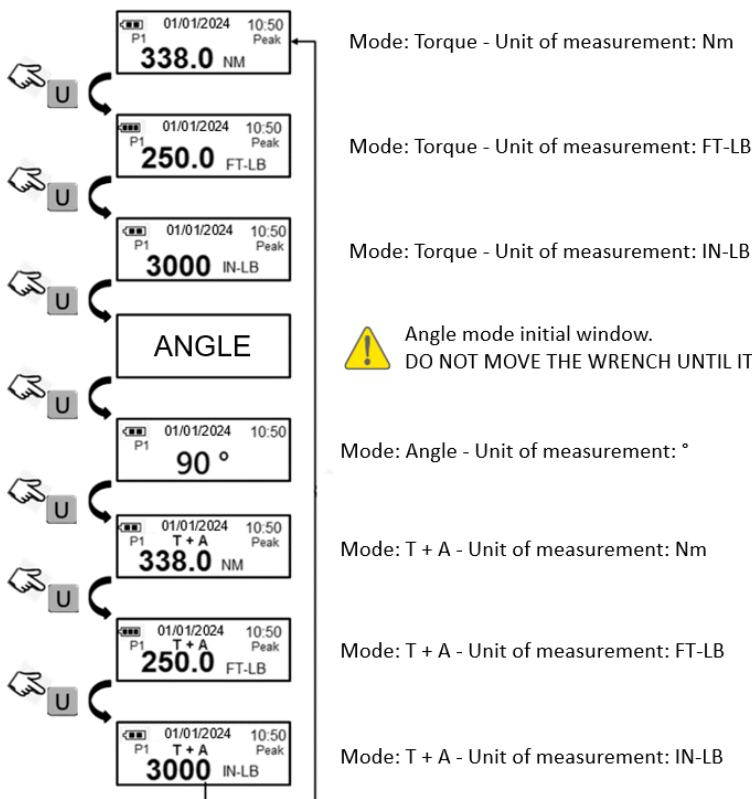 01/01/2024 10:50
P1 Peak
338.0 NM
Mode: Torque - Unit of measurement: Nm
U
01/01/2024 10:50
P1 Peak
250.0 FT-LB
Mode: Torque - Unit of measurement: FT-LB
U
01/01/2024 10:50
P1 Peak
3000 IN-LB
Mode: Torque - Unit of measurement: IN-LB
U
ANGLE
Angle mode initial window.
DO NOT MOVE THE WRENCH UNTIL IT
U
01/01/2024 10:50
P1
90 °
Mode: Angle - Unit of measurement: °
U
01/01/2024 10:50
P1 T + A Peak
338.0 NM
Mode: T + A - Unit of measurement: Nm
U
01/01/2024 10:50
P1 T + A Peak
250.0 FT-LB
Mode: T + A - Unit of measurement: FT-LB
U
01/01/2024 10:50
P1 T + A Peak
3000 IN-LB
Mode: T + A - Unit of measurement: IN-LB